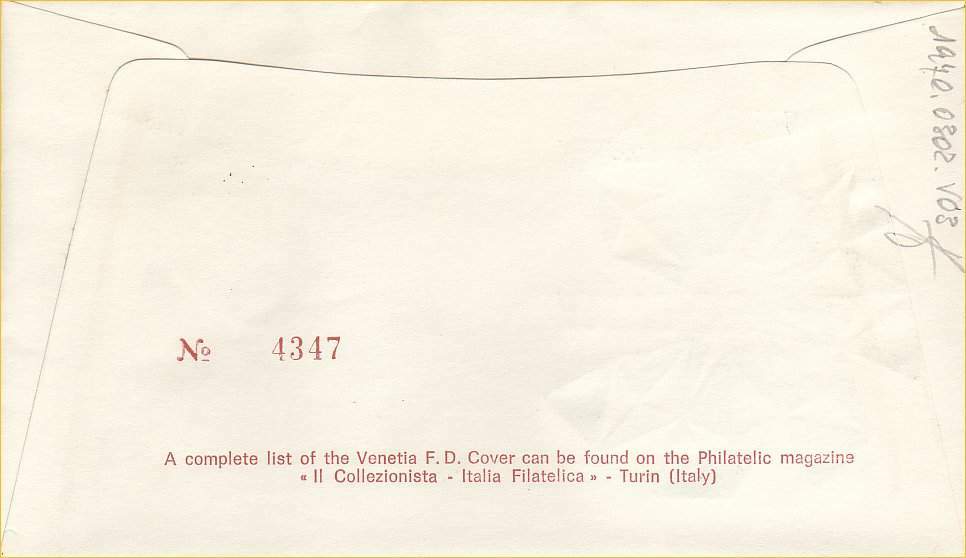 № 4347
A complete list of the Venetia F. D. Cover can be found on the Philatelic magazine
« Il Collezionista - Italia Filatelica » - Turin (Italy)